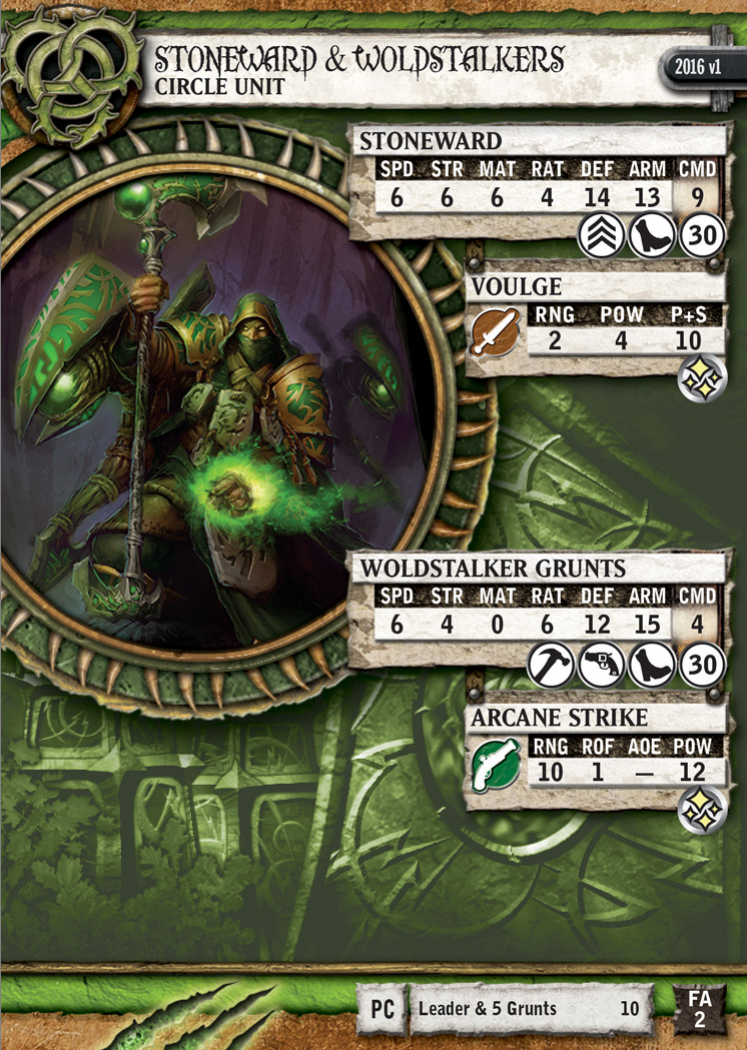 STONEWARD & WOLDSTALKERS
CIRCLE UNIT
2016 v1
STONEWARD
SPD STR MAT RAT DEF ARM CMD
6 6 6 4 14 13 9
30
VOULGE
RNG POW P+S
2 4 10
WOLDSTALKER GRUNTS
SPD STR MAT RAT DEF ARM CMD
6 4 0 6 12 15 4
30
ARCANE STRIKE
RNG ROF AOE POW
10 1 — 12
PC Leader & 5 Grunts 10
FA
2